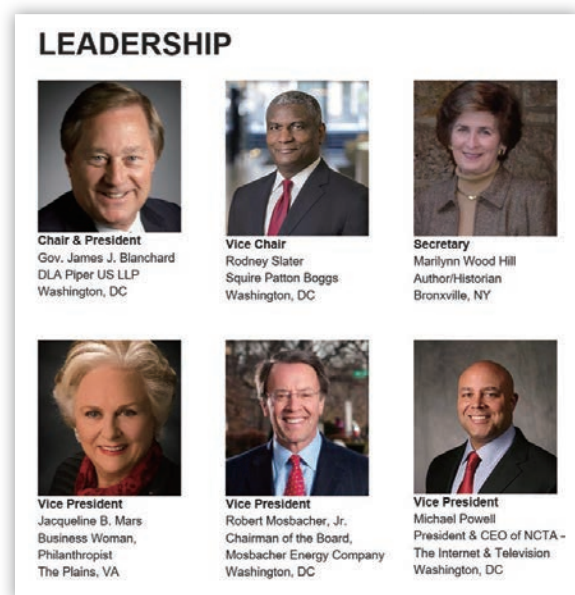 LEADERSHIP
Chair & President
Gov. James J. Blanchard
DLA Piper US LLP
Washington, DC
Vice Chair
Rodney Slater
Squire Patton Boggs
Washington, DC
Secretary
Marilynn Wood Hill
Author/Historian
Bronxville, NY
Vice President
Jacqueline B. Mars
Business Woman,
Philanthropist
The Plains, VA
Vice President
Robert Mosbacher, Jr.
Chairman of the Board,
Mosbacher Energy Company
Washington, DC
Vice President
Michael Powell
President & CEO of NCTA –
The Internet & Television
Washington, DC